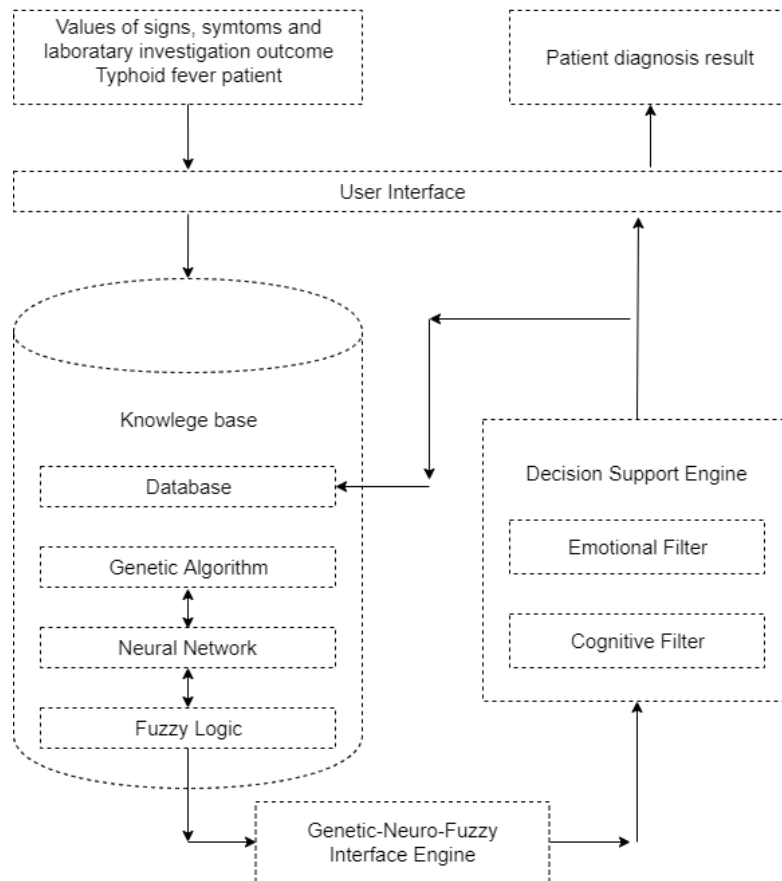 Values of signs, symtoms and
laboratary investigation outcome
Typhoid fever patient
Patient diagnosis result
User Interface
Knowlege base
Database
Genetic Algorithm
Neural Network
Fuzzy Logic
Decision Support Engine
Emotional Filter
Cognitive Filter
Genetic-Neuro-Fuzzy
Interface Engine